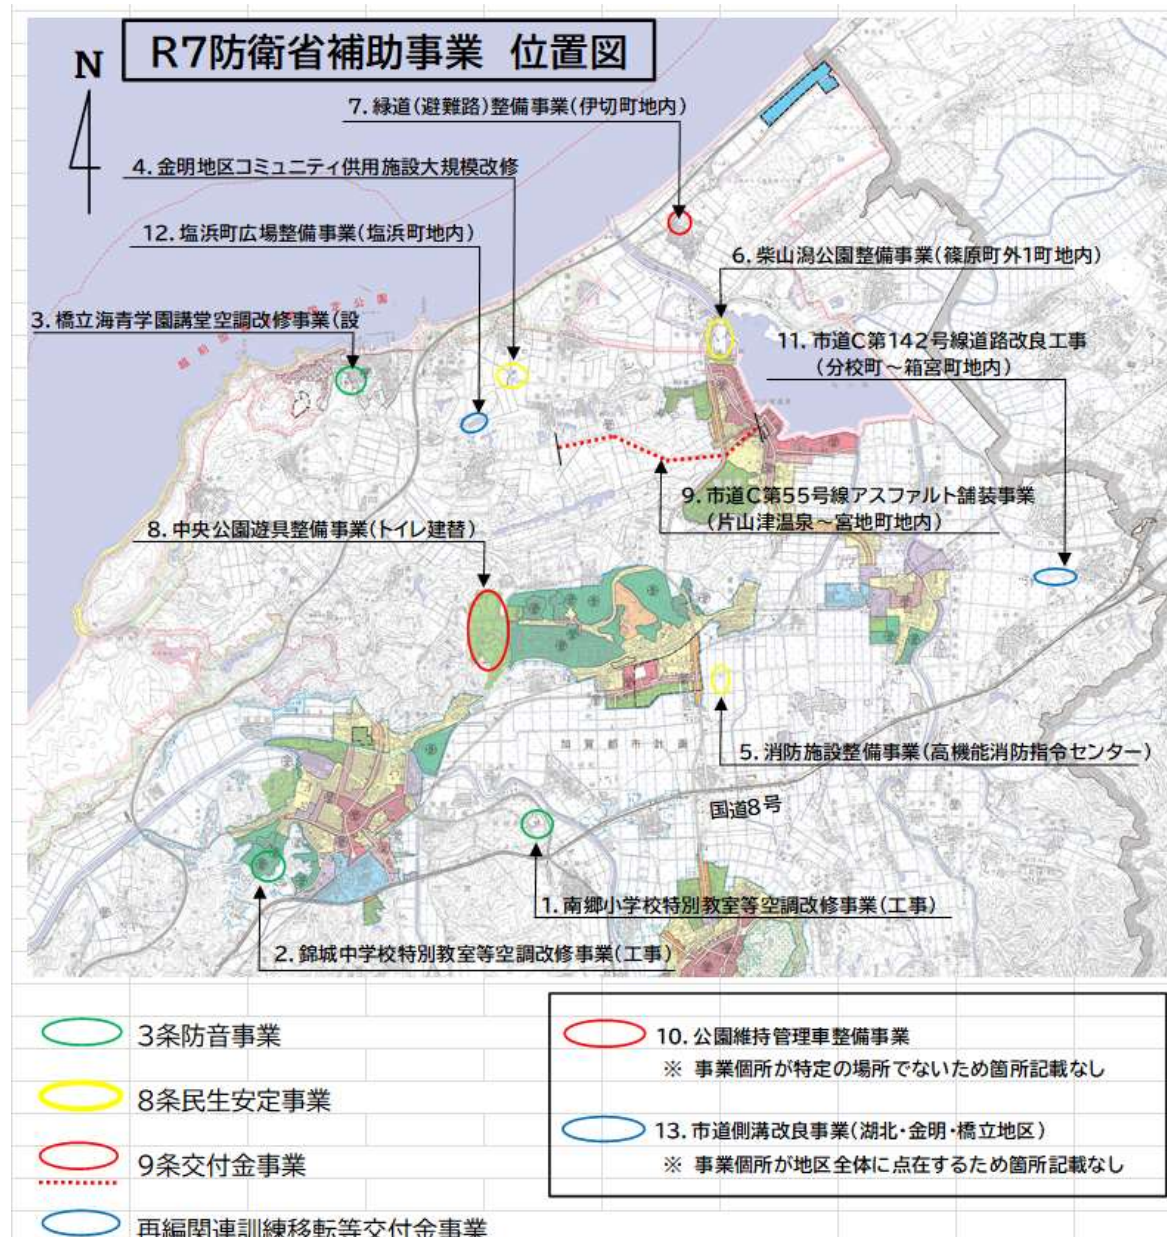 R7防衛省補助事業 位置図
N
7. 緑道(避難路)整備事業(伊切町地内)
4. 金明地区コミュニティ供用施設大規模改修
12. 塩浜町広場整備事業(塩浜町地内)
6. 柴山潟公園整備事業(篠原町外1町地内)
3. 橋立海青学園講堂空調改修事業(設
11. 市道C第142号線道路改良工事
(分校町～箱宮町地内)
9. 市道C第55号線アスファルト舗装事業
(片山津温泉～宮地町地内)
8. 中央公園遊具整備事業(トイレ建替)
加賀都市計画
5. 消防施設整備事業(高機能消防指令センター)
国道8号
1. 南郷小学校特別教室等空調改修事業(工事)
2. 錦城中学校特別教室等空調改修事業(工事)
3条防音事業
8条民生安定事業
9条交付金事業
再編関連訓練移転等交付金事業
10. 公園維持管理車整備事業
※ 事業個所が特定の場所でないため箇所記載なし
13. 市道側溝改良事業(湖北・金明・橋立地区)
※ 事業個所が地区全体に点在するため箇所記載なし